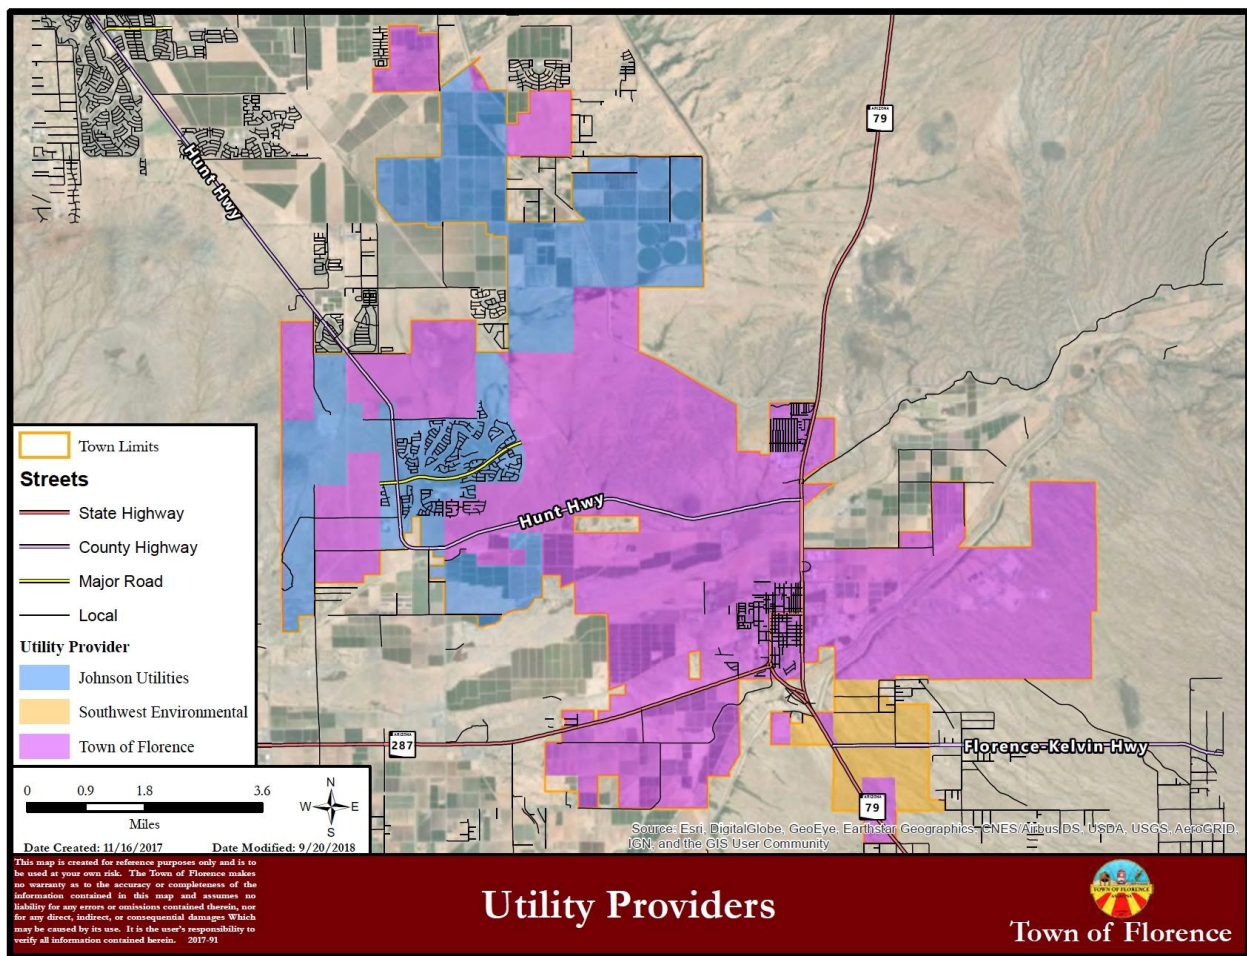 ARIZONA
79
Hunt Hwy
Hunt Hwy
Town Limits
Streets
State Highway
County Highway
Major Road
Local
Utility Provider
Johnson Utilities
Southwest Environmental
Town of Florence
ARIZONA
287
Florence-Kelvin Hwy
ARIZONA
79
0 0.9 1.8 3.6
Miles
N
W E
S
Date Created: 11/16/2017 Date Modified: 9/20/2018
Source: Esri, DigitalGlobe, GeoEye, Earthstar Geographics, CNES/Airbus DS, USDA, USGS, AeroGRID,
IGN, and the GIS User Community
This map is created for reference purposes only and is to
be used at your own risk. The Town of Florence makes
no warranty as to the accuracy or completeness of the
information contained in this map and assumes no
liability for any errors or omissions contained therein, nor
for any direct, indirect, or consequential damages Which
may be caused by its use. It is the user's responsibility to
verify all information contained herein. 2017-91
Utility Providers
TOWN OF FLORENCE
ARIZONA
Town of Florence